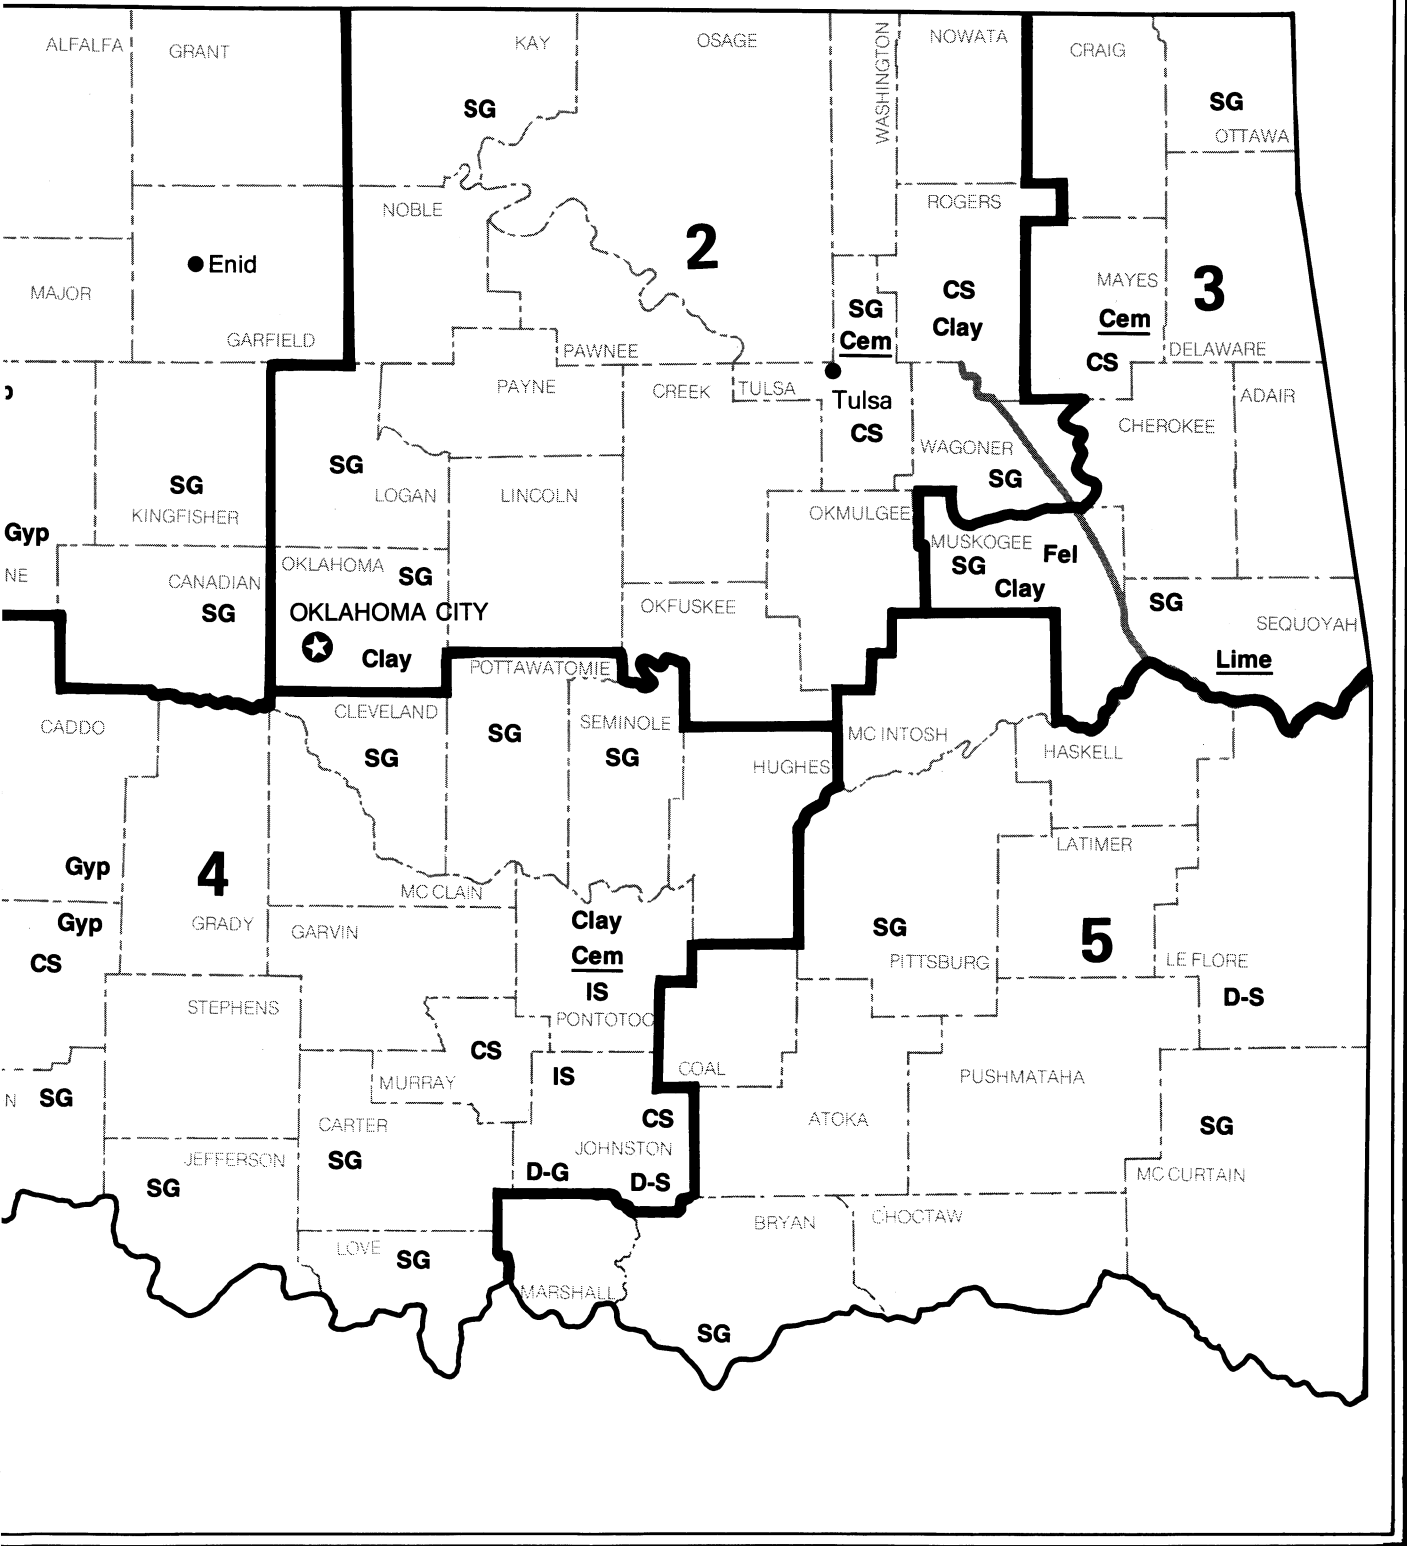 ALFALFA
GRANT
KAY
OSAGE
WASHINGTON
NOWATA
CRAIG
SG
SG
OTTAWA
NOBLE
ROGERS
2
Enid
MAJOR
MAYES
3
CS
SG
Clay
Cem
Cem
GARFIELD
PAWNEE
DELAWARE
CS
PAYNE
CREEK
TULSA
Tulsa
ADAIR
CS
CHEROKEE
WAGONER
SG
SG
SG
LOGAN
LINCOLN
KINGFISHER
OKMULGEE
Gyp
MUSKOGEE
Fel
SG
NE
CANADIAN
OKLAHOMA
SG
Clay
SG
OKFUSKEE
SG
OKLAHOMA CITY
SEQUOYAH
Clay
POTTAWATOMIE
Lime
CADDO
CLEVELAND
SEMINOLE
SG
MC INTOSH
SG
SG
HASKELL
HUGHES
Gyp
4
LATIMER
MC CLAIN
Gyp
GRADY
GARVIN
Clay
SG
5
CS
Cem
PITTSBURG
LE FLORE
IS
D-S
STEPHENS
PONTOTOC
CS
COAL
IS
MURRAY
PUSHMATAHA
N
SG
CARTER
CS
ATOKA
SG
JOHNSTON
JEFFERSON
SG
D-G
D-S
MC CURTAIN
SG
BRYAN
CHOCTAW
LOVE
SG
MARSHALL
SG